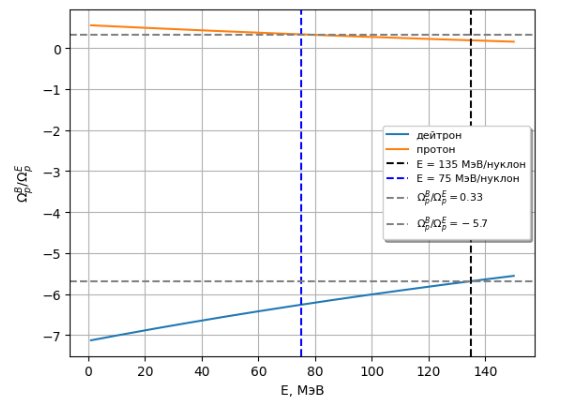 0
−1
−2
−3
−4
−5
−6
−7
Ω_p^B/Ω_p^E
дейтрон
протон
E = 135 МэВ/нуклон
E = 75 МэВ/нуклон
Ω_p^B/Ω_p^E = 0.33
Ω_p^B/Ω_p^E = − 5.7
0 20 40 60 80 100 120 140
E, МэВ